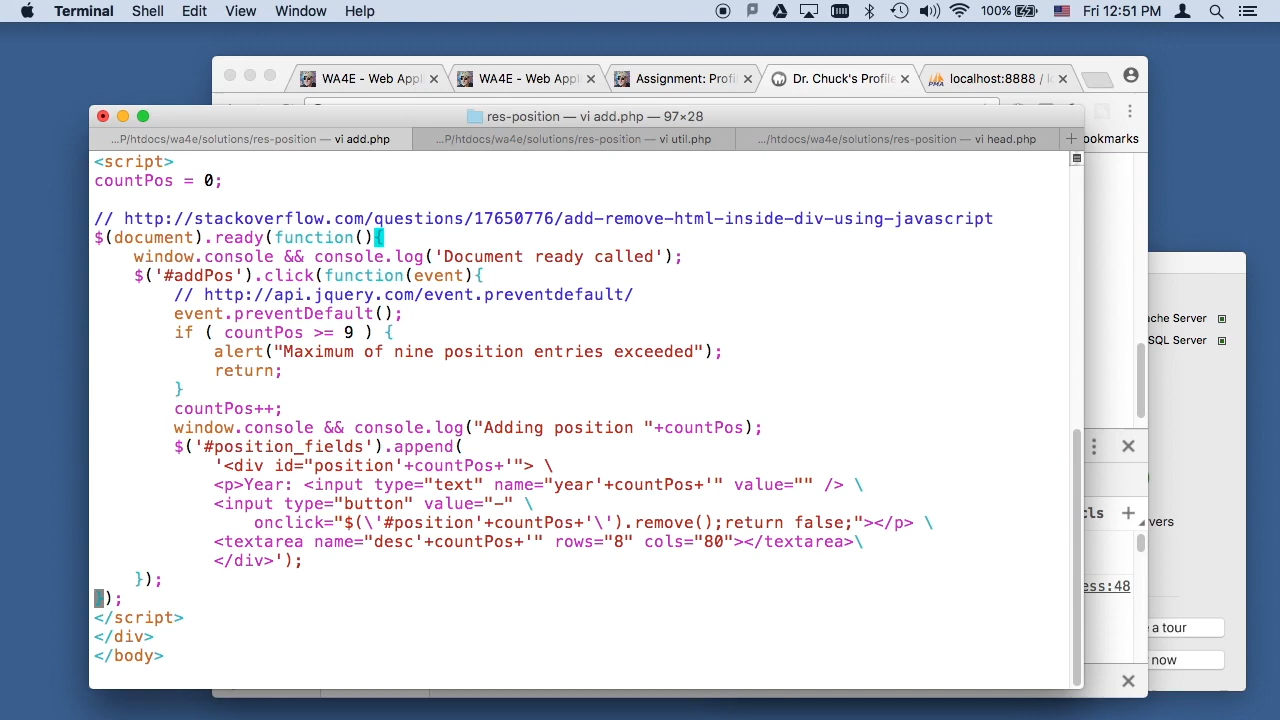 Terminal Shell Edit View Window Help 100% Fri 12:51 PM
WA4E - Web Appl WA4E - Web Appl Assignment: Profi Dr. Chuck's Profile localhost:8888 / lo
res-position — vi add.php — 97×28
...P/htdocs/wa4e/solutions/res-position — vi add.php ...P/htdocs/wa4e/solutions/res-position — vi util.php .../htdocs/wa4e/solutions/res-position — vi head.php ookmarks
<script>
countPos = 0;
// http://stackoverflow.com/questions/17650776/add-remove-html-inside-div-using-javascript
$(document).ready(function(){
window.console && console.log('Document ready called');
$('#addPos').click(function(event){
// http://api.jquery.com/event.preventdefault/
event.preventDefault();
if ( countPos >= 9 ) {
alert("Maximum of nine position entries exceeded");
return;
}
countPos++;
window.console && console.log("Adding position "+countPos);
$('#position_fields').append(
'<div id="position'+countPos+'"> \
<p>Year: <input type="text" name="year'+countPos+'" value="" /> \
<input type="button" value="-" \
onclick="$(\'#position'+countPos+'\').remove();return false;"></p> \
<textarea name="desc'+countPos+'" rows="8" cols="80"></textarea>\
</div>');
});
});
</script>
</div>
</body>
ache Server
SQL Server
cls
vers
ess:48
a tour
now